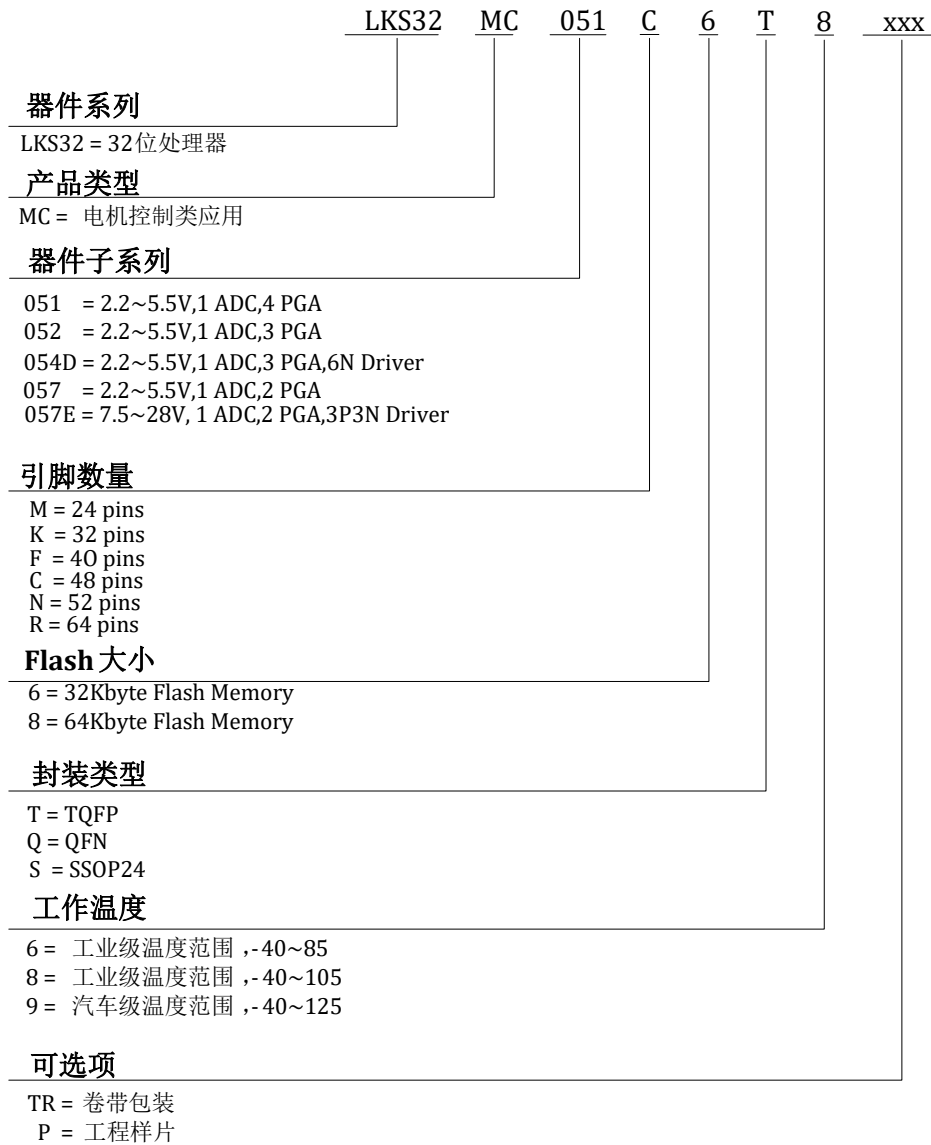 LKS32 MC 051 C 6 T 8 xxx
器件系列
LKS32 = 32位处理器
产品类型
MC = 电机控制类应用
器件子系列
051 = 2.2~5.5V,1 ADC,4 PGA
052 = 2.2~5.5V,1 ADC,3 PGA
054D = 2.2~5.5V,1 ADC,3 PGA,6N Driver
057 = 2.2~5.5V,1 ADC,2 PGA
057E = 7.5~28V, 1 ADC,2 PGA,3P3N Driver
引脚数量
M = 24 pins
K = 32 pins
F = 4O pins
C = 48 pins
N = 52 pins
R = 64 pins
Flash 大小
6 = 32Kbyte Flash Memory
8 = 64Kbyte Flash Memory
封装类型
T = TQFP
Q = QFN
S = SSOP24
工作温度
6 = 工业级温度范围，-40~85
8 = 工业级温度范围，-40~105
9 = 汽车级温度范围，-40~125
可选项
TR = 卷带包装
P = 工程样片